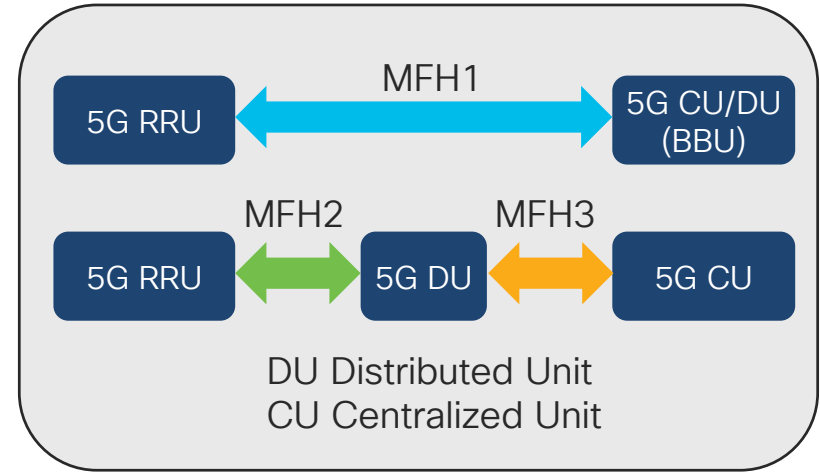 MFH1
5G RRU
5G CU/DU
(BBU)
MFH2
MFH3
5G RRU
5G DU
5G CU
DU Distributed Unit
CU Centralized Unit